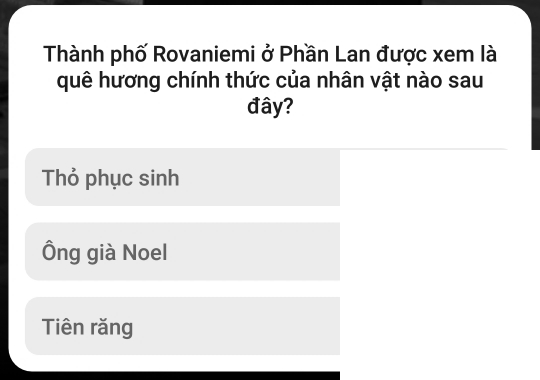 Thành phố Rovaniemi ở Phần Lan được xem là
quê hương chính thức của nhân vật nào sau
đây?
Thỏ phục sinh
Ông già Noel
Tiên răng